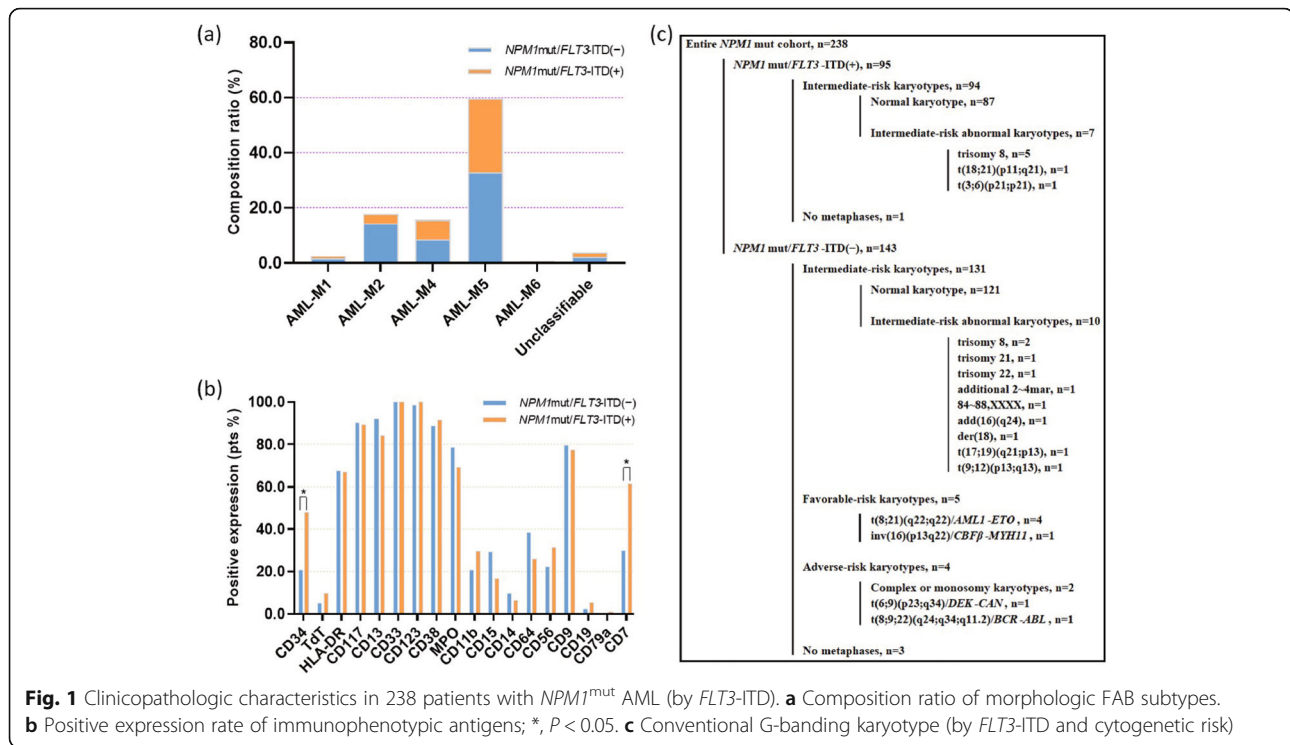 (a)
80.0
60.0
40.0
20.0
0.0
Composition ratio (%)
NPM1mut/FLT3-ITD(−)
NPM1mut/FLT3-ITD(+)
AML-M1
AML-M2
AML-M4
AML-M5
AML-M6
Unclassifiable
(b)
100.0
80.0
60.0
40.0
20.0
0.0
Positive expression (pts %)
NPM1mut/FLT3-ITD(−)
NPM1mut/FLT3-ITD(+)
*
*
CD34
TdT
HLA-DR
CD117
CD13
CD33
CD123
CD38
MPO
CD11b
CD15
CD14
CD64
CD56
CD9
CD19
CD79a
CD7
(c)
Entire NPM1 mut cohort, n=238
NPM1 mut/FLT3-ITD(+), n=95
Intermediate-risk karyotypes, n=94
Normal karyotype, n=87
Intermediate-risk abnormal karyotypes, n=7
trisomy 8, n=5
t(18;21)(p11;q21), n=1
t(3;6)(p21;p21), n=1
No metaphases, n=1
NPM1 mut/FLT3-ITD(−), n=143
Intermediate-risk karyotypes, n=131
Normal karyotype, n=121
Intermediate-risk abnormal karyotypes, n=10
trisomy 8, n=2
trisomy 21, n=1
trisomy 22, n=1
additional 2~4mar, n=1
84~88,XXXX, n=1
add(16)(q24), n=1
der(18), n=1
t(17;19)(q21;p13), n=1
t(9;12)(p13;q13), n=1
Favorable-risk karyotypes, n=5
t(8;21)(q22;q22)/AML1-ETO, n=4
inv(16)(p13q22)/CBFβ-MYH11, n=1
Adverse-risk karyotypes, n=4
Complex or monosomy karyotypes, n=2
t(6;9)(p23;q34)/DEK-CAN, n=1
t(8;9;22)(q24;q34;q11.2)/BCR-ABL, n=1
No metaphases, n=3
Fig. 1 Clinicopathologic characteristics in 238 patients with NPM1mut AML (by FLT3-ITD). a Composition ratio of morphologic FAB subtypes.
b Positive expression rate of immunophenotypic antigens; *, P < 0.05. c Conventional G-banding karyotype (by FLT3-ITD and cytogenetic risk)